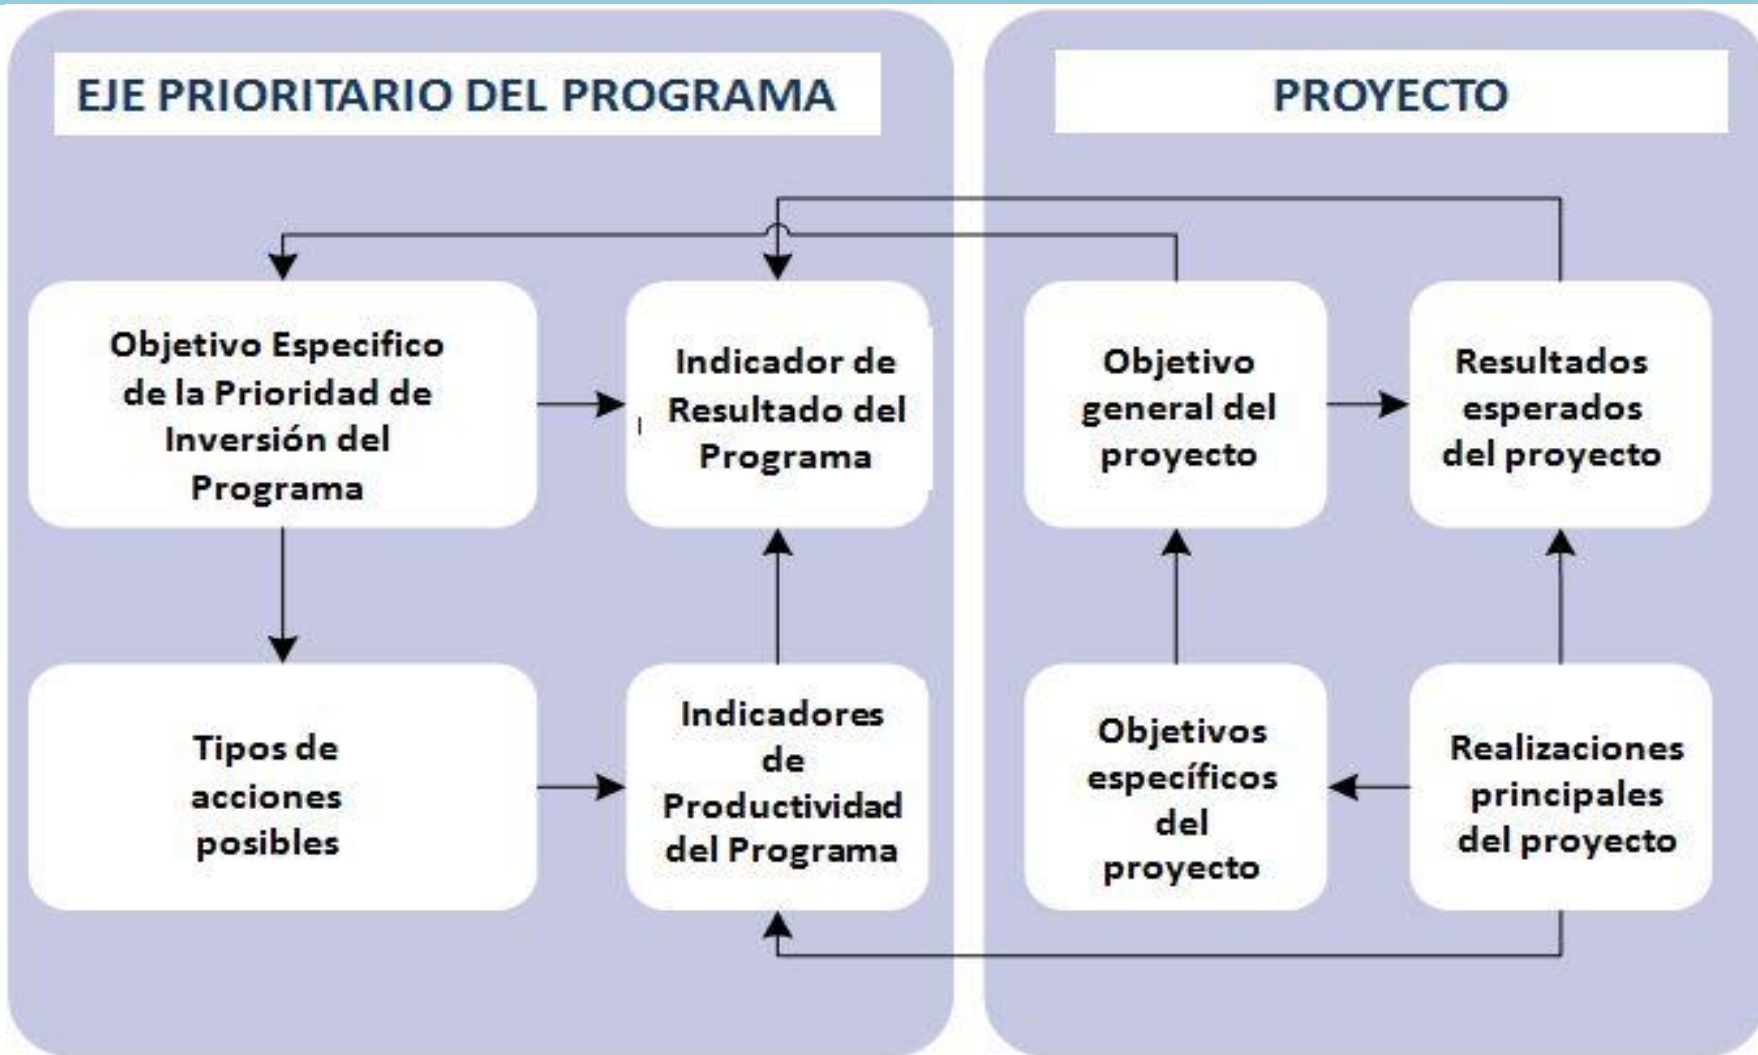 EJE PRIORITARIO DEL PROGRAMA
PROYECTO
Objetivo Especifico
de la Prioridad de
Inversión del
Programa
Indicador de
Resultado del
Programa
Objetivo
general del
proyecto
Resultados
esperados
del proyecto
Tipos de
acciones
posibles
Indicadores
de
Productividad
del Programa
Objetivos
específicos
del
proyecto
Realizaciones
principales
del proyecto